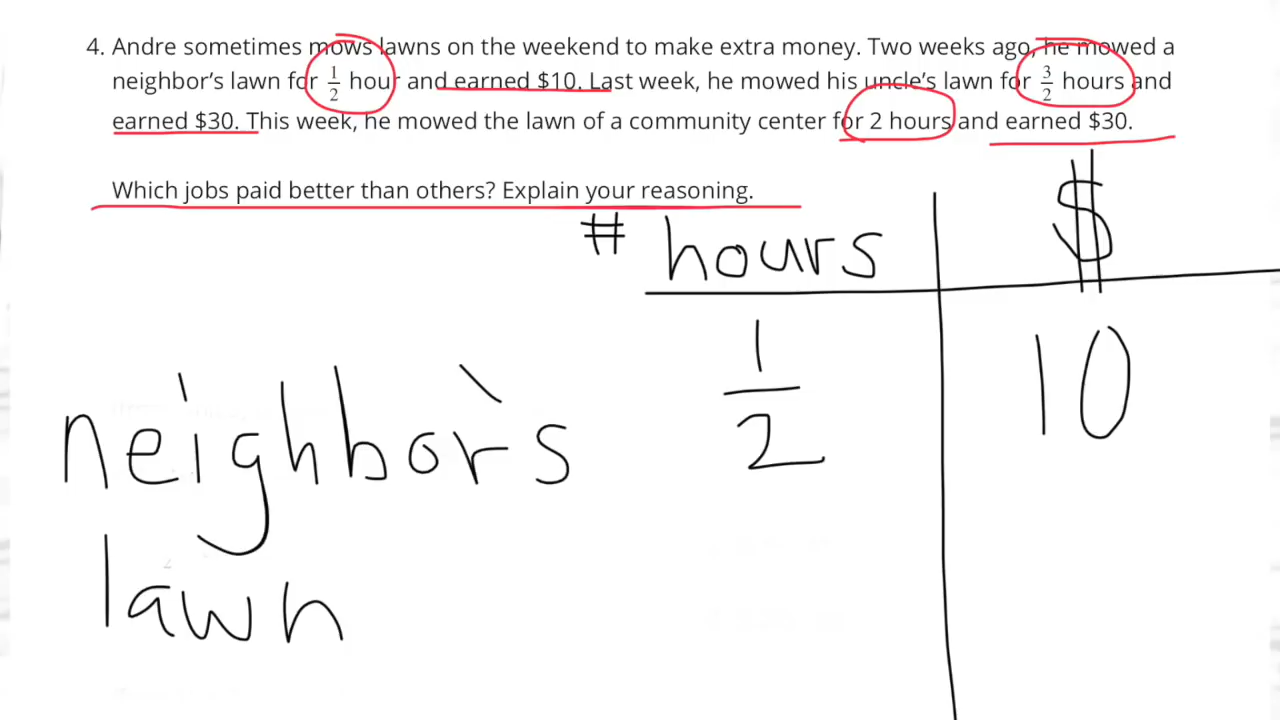 4. Andre sometimes mows lawns on the weekend to make extra money. Two weeks ago, he mowed a
neighbor's lawn for 1/2 hour and earned $10. Last week, he mowed his uncle's lawn for 3/2 hours and
earned $30. This week, he mowed the lawn of a community center for 2 hours and earned $30.
Which jobs paid better than others? Explain your reasoning.
# hours $
neighbor's 1/2 10
lawn